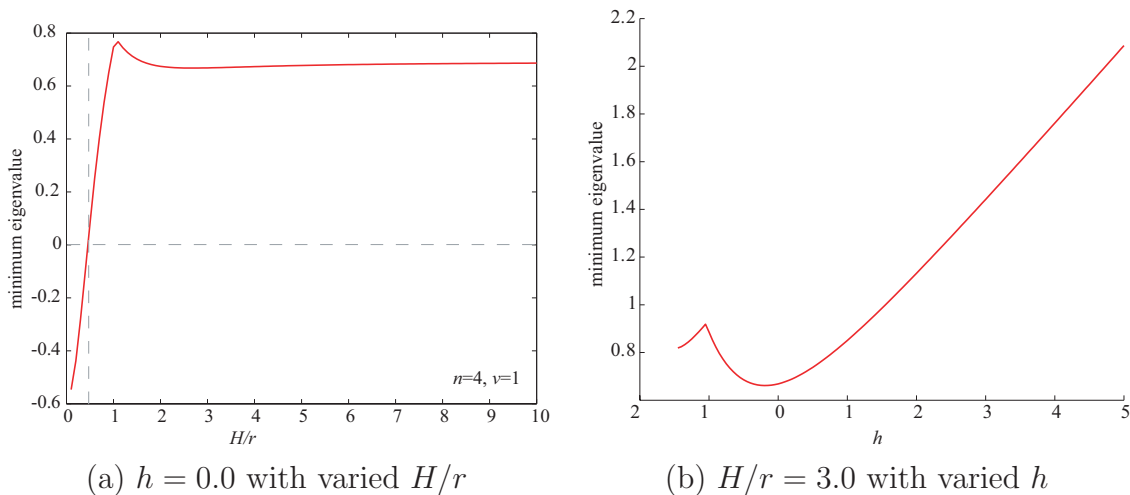 0.8
0.6
0.4
0.2
0
-0.2
-0.4
-0.6
minimum eigenvalue
0 1 2 3 4 5 6 7 8 9 10
H/r
n=4, v=1
(a) h = 0.0 with varied H/r
2.2
2
1.8
1.6
1.4
1.2
1
0.8
minimum eigenvalue
2 1 0 1 2 3 4 5
h
(b) H/r = 3.0 with varied h